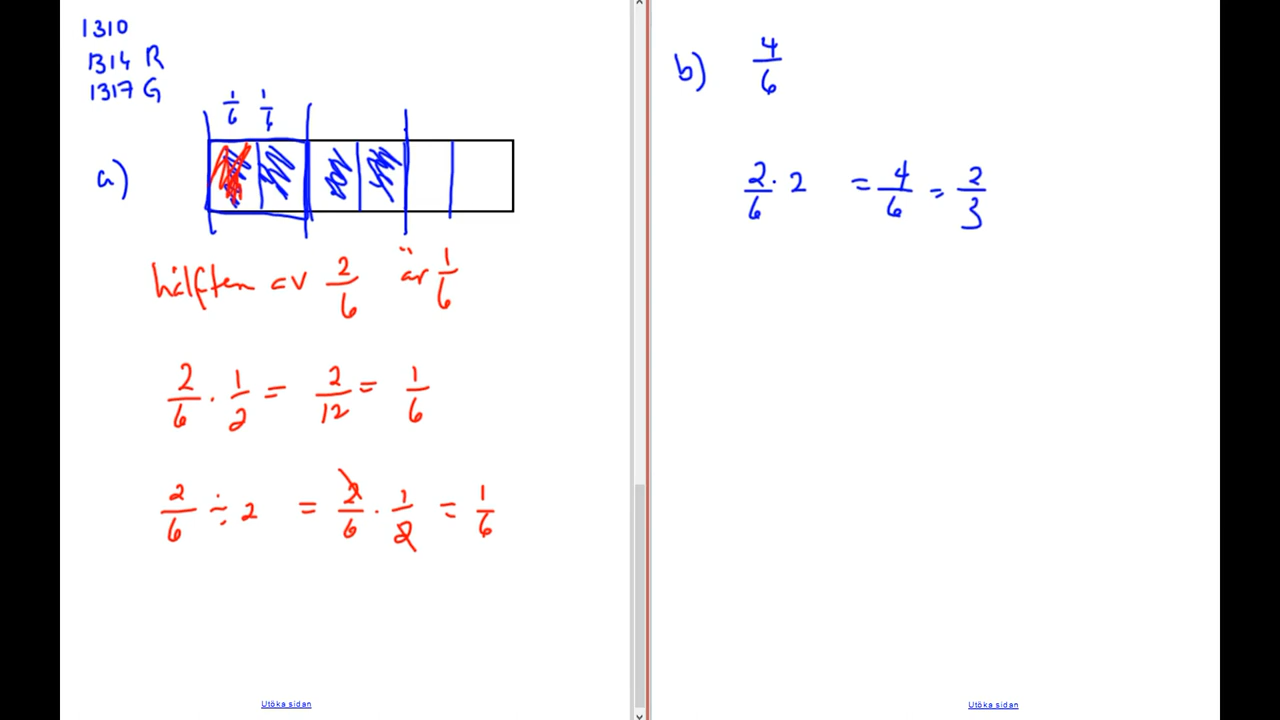 1310
1314 R
1317 G
1/6 1/6
a)
hälften av 2/6 är 1/6
2/6 · 1/2 = 2/12 = 1/6
2/6 ÷ 2 = 2/6 · 1/2 = 1/6
Utöka sidan
b) 4/6
2/6 · 2 = 4/6 = 2/3
Utöka sidan